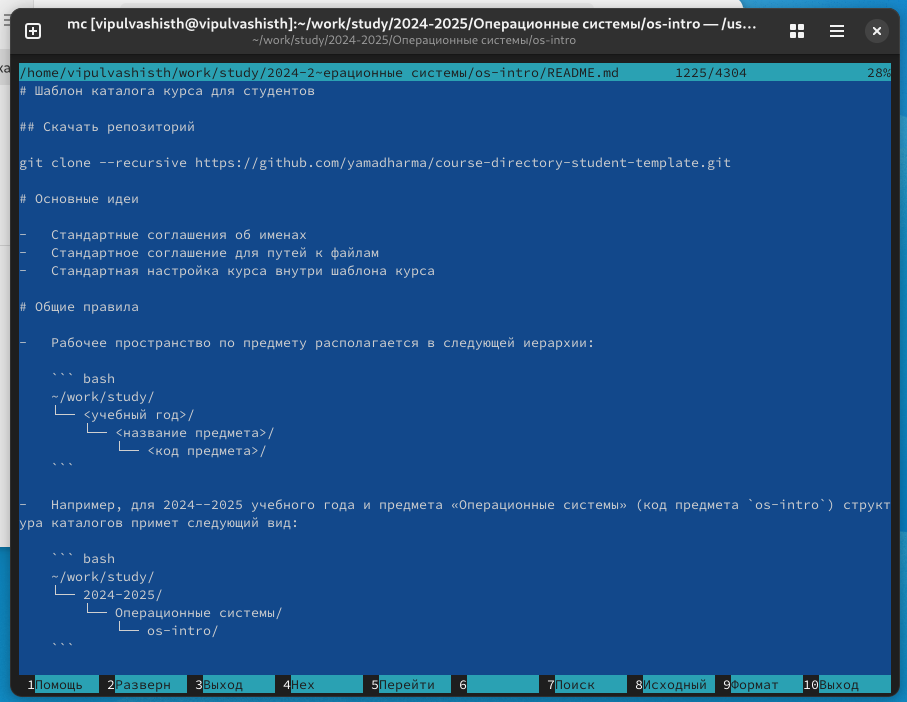 mc [vipulvashisth@vipulvashisth]:~/work/study/2024-2025/Операционные системы/os-intro — /us…
~/work/study/2024-2025/Операционные системы/os-intro
/home/vipulvashisth/work/study/2024-2~ерационные системы/os-intro/README.md 1225/4304 28%
# Шаблон каталога курса для студентов
## Скачать репозиторий
git clone --recursive https://github.com/yamadharma/course-directory-student-template.git
# Основные идеи
- Стандартные соглашения об именах
- Стандартное соглашение для путей к файлам
- Стандартная настройка курса внутри шаблона курса
# Общие правила
- Рабочее пространство по предмету располагается в следующей иерархии:
``` bash
~/work/study/
└── <учебный год>/
└── <название предмета>/
└── <код предмета>/
```
- Например, для 2024--2025 учебного года и предмета «Операционные системы» (код предмета `os-intro`) структ
ура каталогов примет следующий вид:
``` bash
~/work/study/
└── 2024-2025/
└── Операционные системы/
└── os-intro/
```
1Помощь 2Разверн 3Выход 4Hex 5Перейти 6 7Поиск 8Исходный 9Формат 10Выход